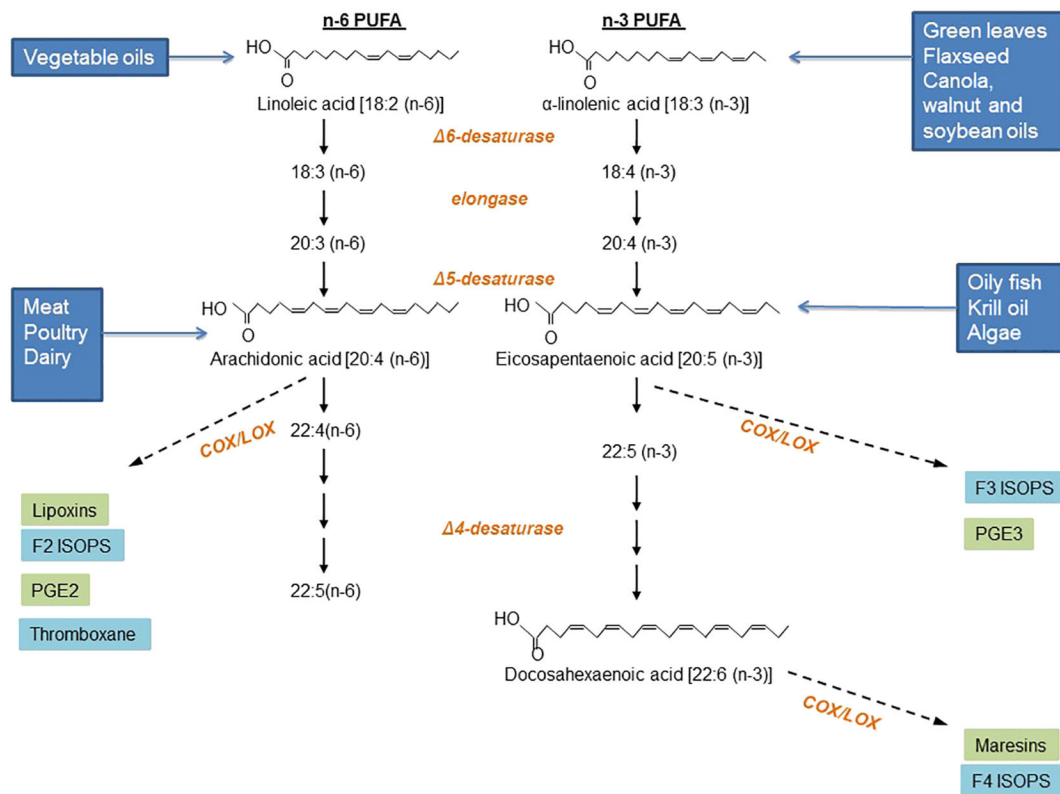 n-6 PUFA
n-3 PUFA
Vegetable oils
HO
O
HO
O
Green leaves
Flaxseed
Canola,
walnut and
soybean oils
Linoleic acid [18:2 (n-6)]
α-linolenic acid [18:3 (n-3)]
Δ6-desaturase
18:3 (n-6)
18:4 (n-3)
elongase
20:3 (n-6)
20:4 (n-3)
Δ5-desaturase
Meat
Poultry
Dairy
HO
O
HO
O
Oily fish
Krill oil
Algae
Arachidonic acid [20:4 (n-6)]
Eicosapentaenoic acid [20:5 (n-3)]
COX/LOX
22:4(n-6)
22:5 (n-3)
COX/LOX
Lipoxins
F2 ISOPS
PGE2
Thromboxane
F3 ISOPS
PGE3
Δ4-desaturase
22:5(n-6)
HO
O
Docosahexaenoic acid [22:6 (n-3)]
COX/LOX
Maresins
F4 ISOPS